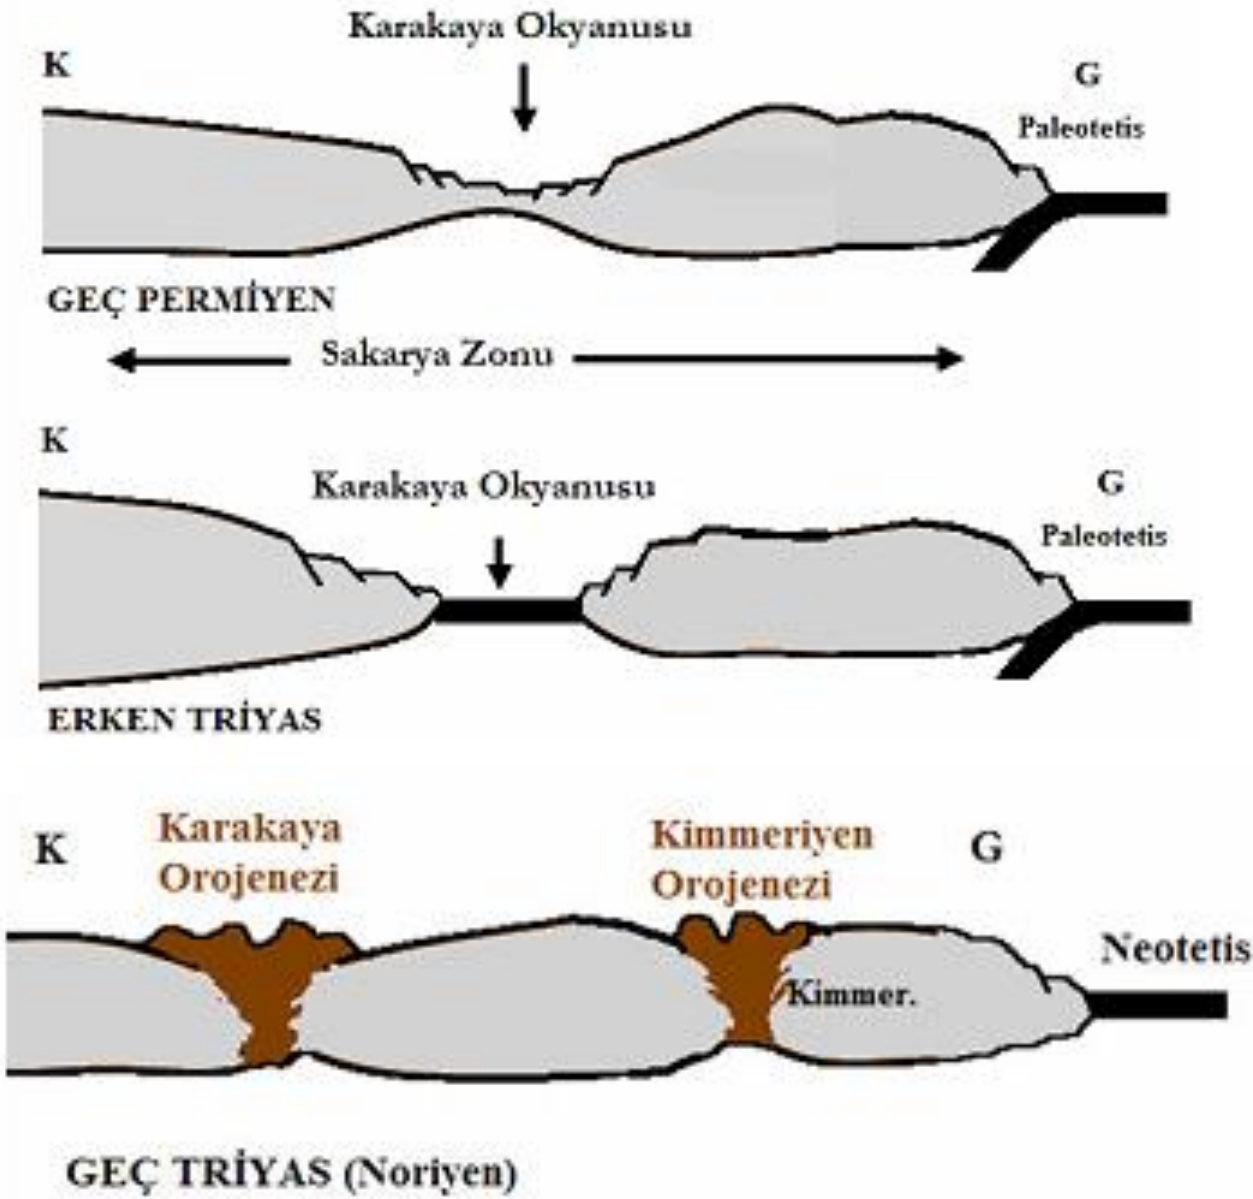 Karakaya Okyanusu
K
G
Paleotetis
GEÇ PERMİYEN
Sakarya Zonu
K
Karakaya Okyanusu
G
Paleotetis
ERKEN TRİYAS
Karakaya
Orojenezi
K
Kimmeriyen
Orojenezi
G
Neotetis
Kimmer.
GEÇ TRİYAS (Noriyen)